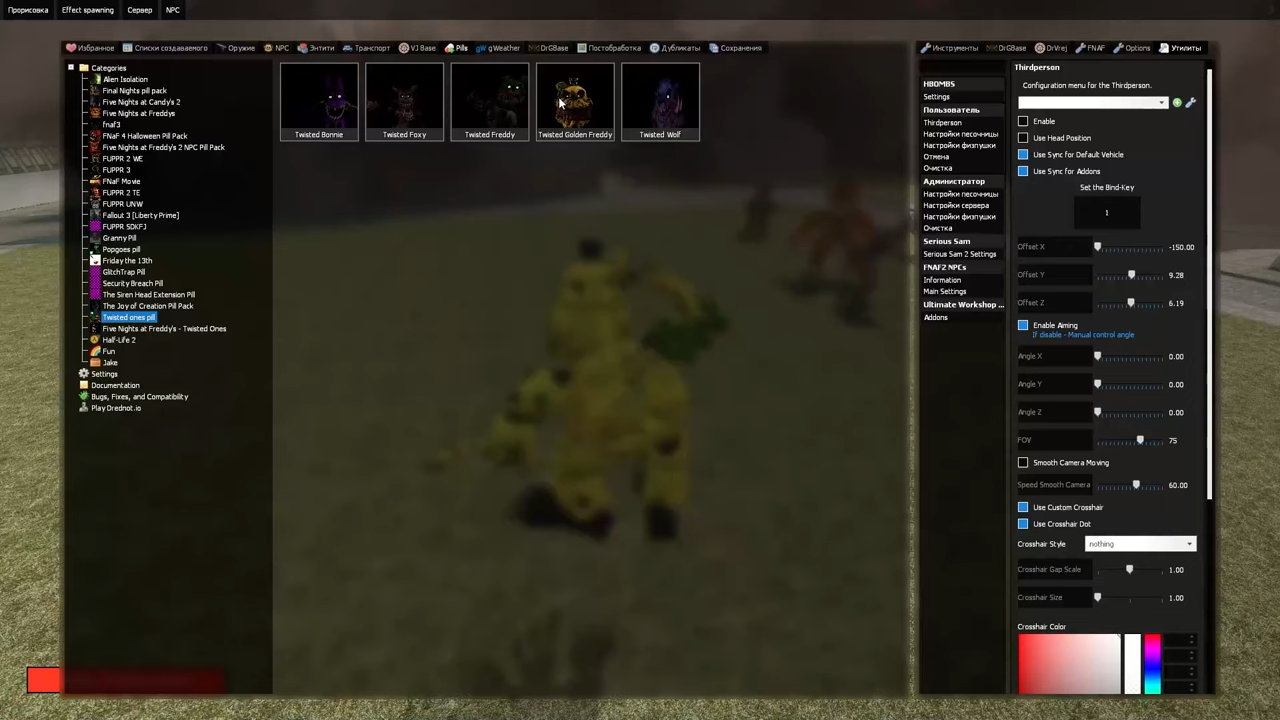 Прорисовка Effect spawning Сервер NPC
Избранное Списки создаваемого Оружие NPC Энтити Транспорт VJ Base Pills gWeather DrGBase Постобработка Дубликаты Сохранения
Categories
Alien Isolation
Final Nights pill pack
Five Nights at Candy's 2
Five Nights at Freddys
fnaf3
FNaF 4 Halloween Pill Pack
Five Nights at Freddy's 2 NPC Pill Pack
FUPPR 2 WE
FUPPR 3
FNaF Movie
FUPPR 2 TE
FUPPR UNW
Fallout 3 [Liberty Prime]
FUPPR SDKFJ
Granny Pill
Popgoes pill
Friday the 13th
GlitchTrap Pill
Security Breach Pill
The Siren Head Extension Pill
The Joy of Creation Pill Pack
Twisted ones pill
Five Nights at Freddy's - Twisted Ones
Half-Life 2
Fun
Jake
Settings
Documentation
Bugs, Fixes, and Compatibility
Play Drednot.io
Twisted Bonnie
Twisted Foxy
Twisted Freddy
Twisted Golden Freddy
Twisted Wolf
Инструменты DrGBase DrVrej FNAF Options Утилиты
HBOMBS
Settings
Пользователь
Thirdperson
Настройки песочницы
Настройки физпушки
Отмена
Очистка
Администратор
Настройки песочницы
Настройки сервера
Настройки физпушки
Очистка
Serious Sam
Serious Sam 2 Settings
FNAF2 NPCs
Information
Main Settings
Ultimate Workshop ...
Addons
Thirdperson
Configuration menu for the Thirdperson.
Enable
Use Head Position
Use Sync for Default Vehicle
Use Sync for Addons
Set the Bind-Key
1
Offset X -150.00
Offset Y 9.28
Offset Z 6.19
Enable Aiming
If disable - Manual control angle
Angle X 0.00
Angle Y 0.00
Angle Z 0.00
FOV 75
Smooth Camera Moving
Speed Smooth Camera 60.00
Use Custom Crosshair
Use Crosshair Dot
Crosshair Style nothing
Crosshair Gap Scale 1.00
Crosshair Size 1.00
Crosshair Color